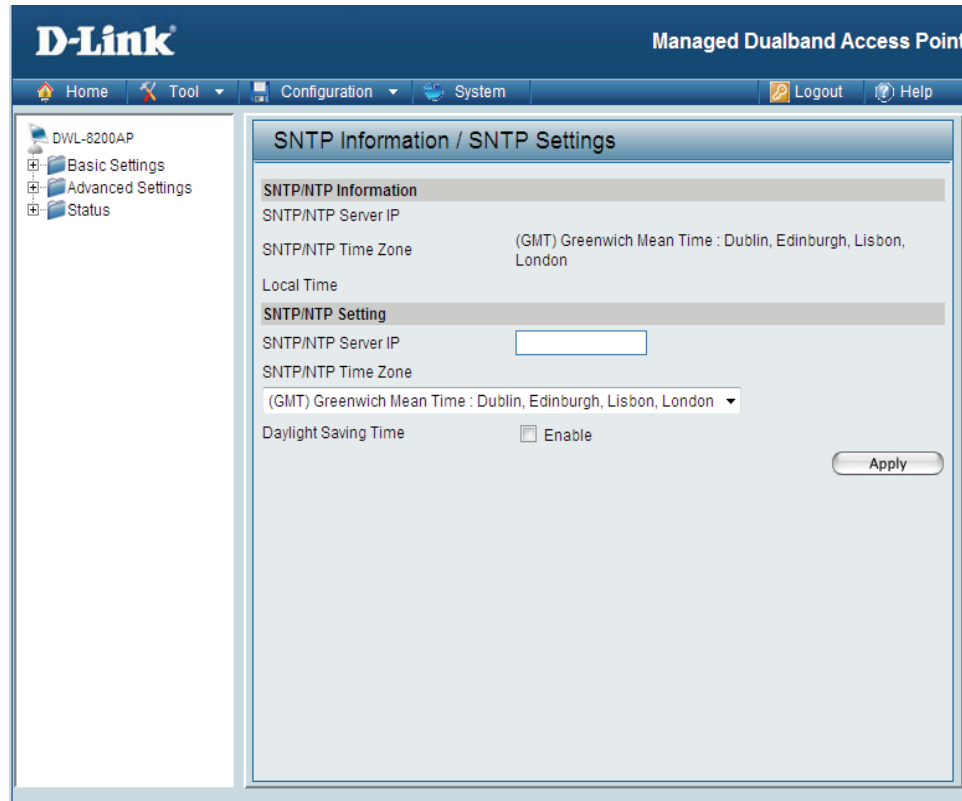 D-Link
Managed Dualband Access Poin
Home
Tool
Configuration
System
Logout
Help
DWL-8200AP
Basic Settings
Advanced Settings
Status
SNTP Information / SNTP Settings
SNTP/NTP Information
SNTP/NTP Server IP
SNTP/NTP Time Zone
(GMT) Greenwich Mean Time : Dublin, Edinburgh, Lisbon,
London
Local Time
SNTP/NTP Setting
SNTP/NTP Server IP
SNTP/NTP Time Zone
(GMT) Greenwich Mean Time : Dublin, Edinburgh, Lisbon, London
Daylight Saving Time
Enable
Apply